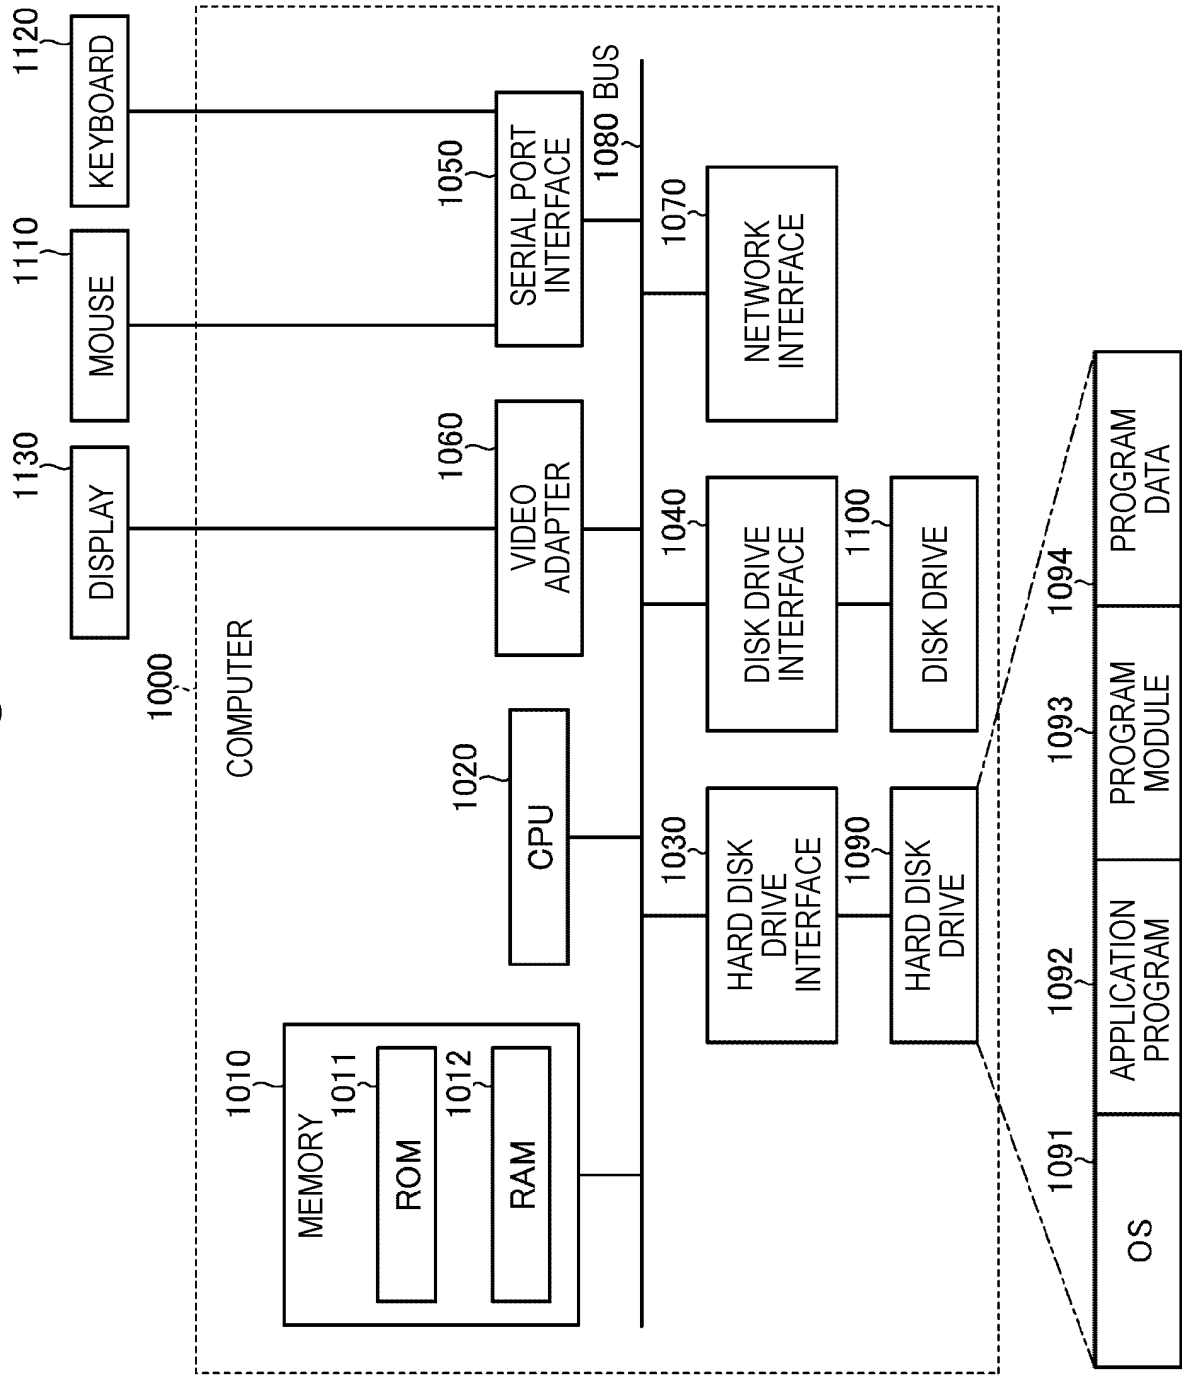 1000
COMPUTER
1010
MEMORY
1011
ROM
1012
RAM
1020
CPU
1130
DISPLAY
1060
VIDEO
ADAPTER
1110
MOUSE
1120
KEYBOARD
1050
SERIAL PORT
INTERFACE
1080 BUS
1030
HARD DISK
DRIVE
INTERFACE
1090
HARD DISK
DRIVE
1040
DISK DRIVE
INTERFACE
1100
DISK DRIVE
1070
NETWORK
INTERFACE
1091
OS
1092
APPLICATION
PROGRAM
1093
PROGRAM
MODULE
1094
PROGRAM
DATA